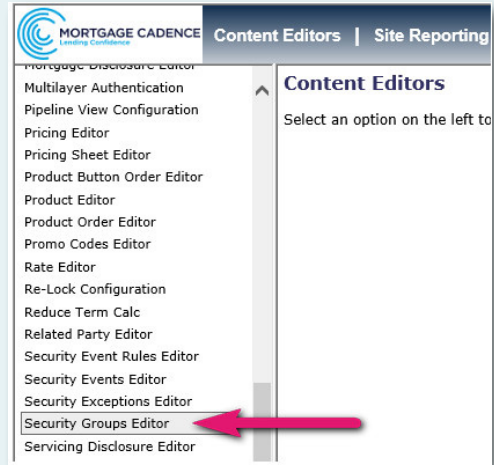 MORTGAGE CADENCE
Lending Confidence
Content Editors | Site Reporting
Mortgage Disclosure Editor
Multilayer Authentication
Pipeline View Configuration
Pricing Editor
Pricing Sheet Editor
Product Button Order Editor
Product Editor
Product Order Editor
Promo Codes Editor
Rate Editor
Re-Lock Configuration
Reduce Term Calc
Related Party Editor
Security Event Rules Editor
Security Events Editor
Security Exceptions Editor
Security Groups Editor
Servicing Disclosure Editor
Content Editors
Select an option on the left to